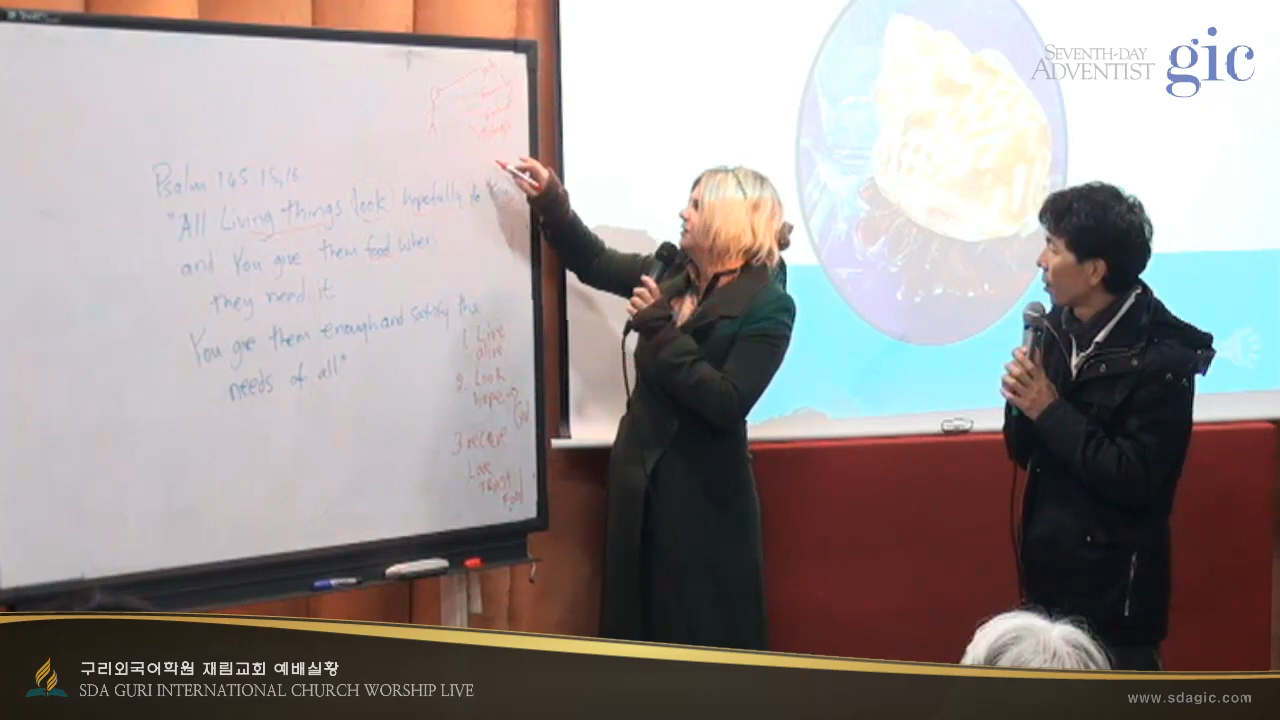 SEVENTH-DAY
ADVENTIST gic
Psalm 145 15,16
"All Living things look hopefully to
and You give them food when
they need it.
You give them enough and satisfy the
needs of all"
1. Live
alive
2. Look
hope
God
3 receive
Love
Trust
Food
구리외국어학원 재림교회 예배실황
SDA GURI INTERNATIONAL CHURCH WORSHIP LIVE
www.sdagic.com